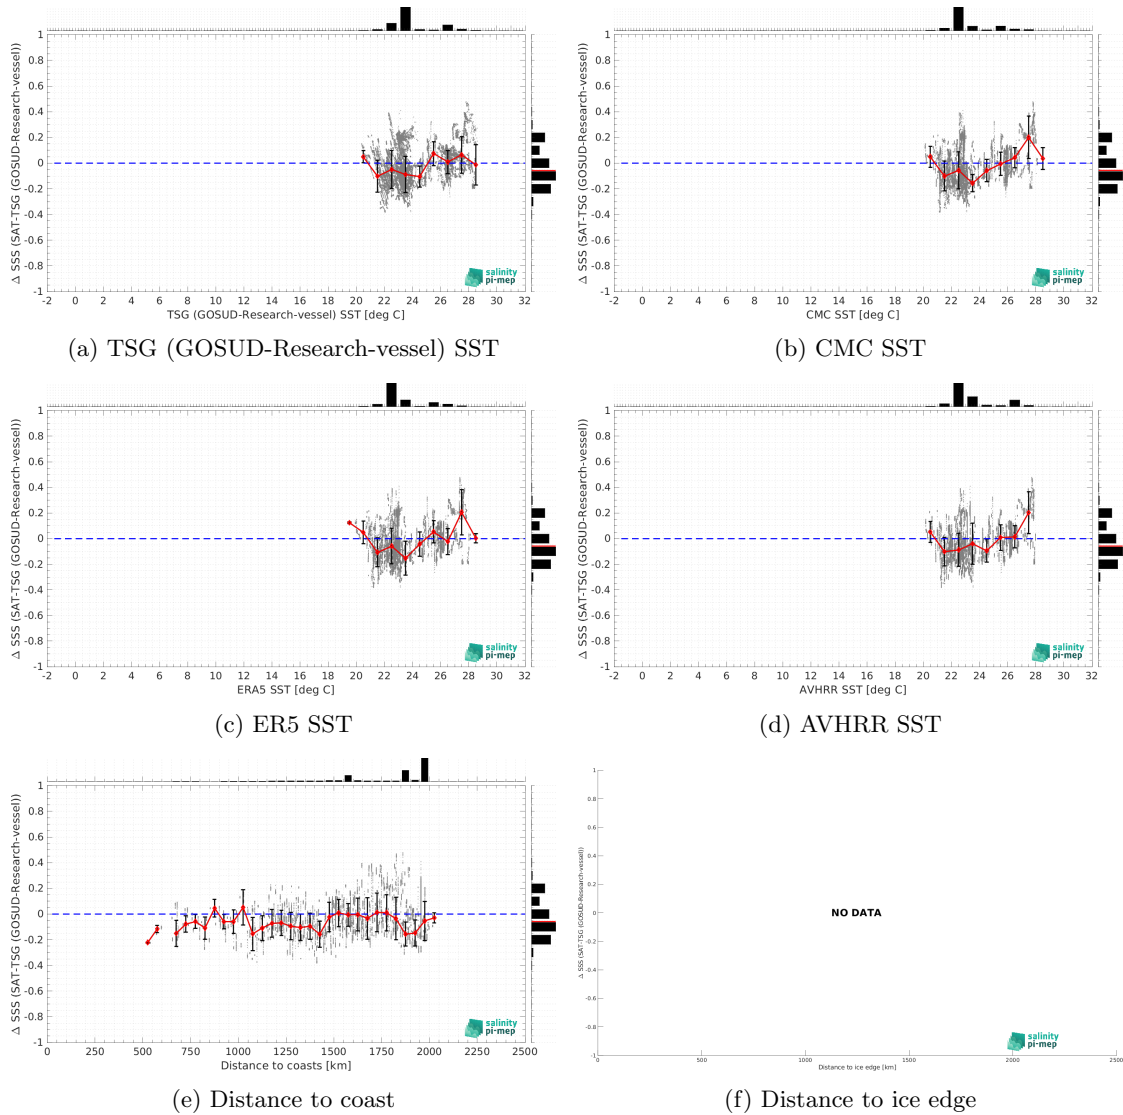 1
0.8
0.6
0.4
0.2
0
-0.2
-0.4
-0.6
-0.8
-1
Δ SSS (SAT-TSG (GOSUD-Research-vessel))
-2 0 2 4 6 8 10 12 14 16 18 20 22 24 26 28 30 32
TSG (GOSUD-Research-vessel) SST [deg C]
salinity
pi-mep
(a) TSG (GOSUD-Research-vessel) SST
1
0.8
0.6
0.4
0.2
0
-0.2
-0.4
-0.6
-0.8
-1
Δ SSS (SAT-TSG (GOSUD-Research-vessel))
-2 0 2 4 6 8 10 12 14 16 18 20 22 24 26 28 30 32
CMC SST [deg C]
salinity
pi-mep
(b) CMC SST
1
0.8
0.6
0.4
0.2
0
-0.2
-0.4
-0.6
-0.8
-1
Δ SSS (SAT-TSG (GOSUD-Research-vessel))
-2 0 2 4 6 8 10 12 14 16 18 20 22 24 26 28 30 32
ERA5 SST [deg C]
salinity
pi-mep
(c) ER5 SST
1
0.8
0.6
0.4
0.2
0
-0.2
-0.4
-0.6
-0.8
-1
Δ SSS (SAT-TSG (GOSUD-Research-vessel))
-2 0 2 4 6 8 10 12 14 16 18 20 22 24 26 28 30 32
AVHRR SST [deg C]
salinity
pi-mep
(d) AVHRR SST
1
0.8
0.6
0.4
0.2
0
-0.2
-0.4
-0.6
-0.8
-1
Δ SSS (SAT-TSG (GOSUD-Research-vessel))
0 250 500 750 1000 1250 1500 1750 2000 2250 2500
Distance to coasts [km]
salinity
pi-mep
(e) Distance to coast
1
0.8
0.6
0.4
0.2
0
-0.2
-0.4
-0.6
-0.8
-1
Δ SSS (SAT-TSG (GOSUD-Research-vessel))
NO DATA
0 500 1000 1500 2000 2500
Distance to ice edge [km]
salinity
pi-mep
(f) Distance to ice edge